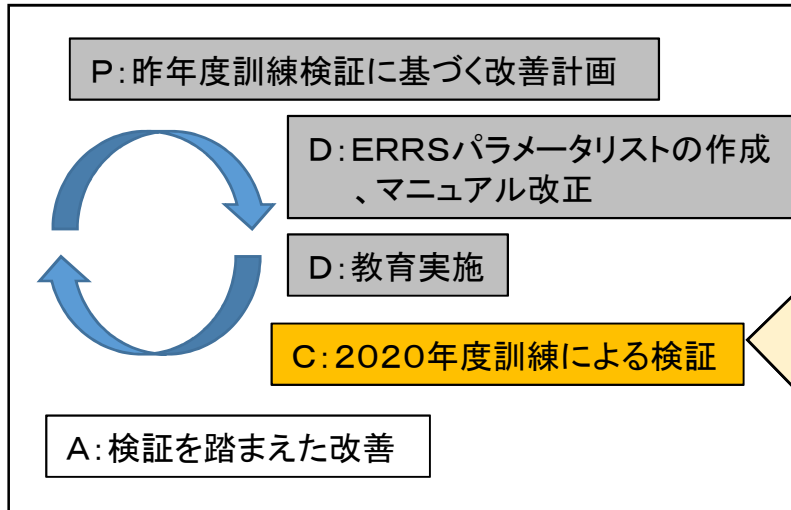 P:昨年度訓練検証に基づく改善計画
D:ERRSパラメータリストの作成
、マニュアル改正
D:教育実施
C:2020年度訓練による検証
A:検証を踏まえた改善